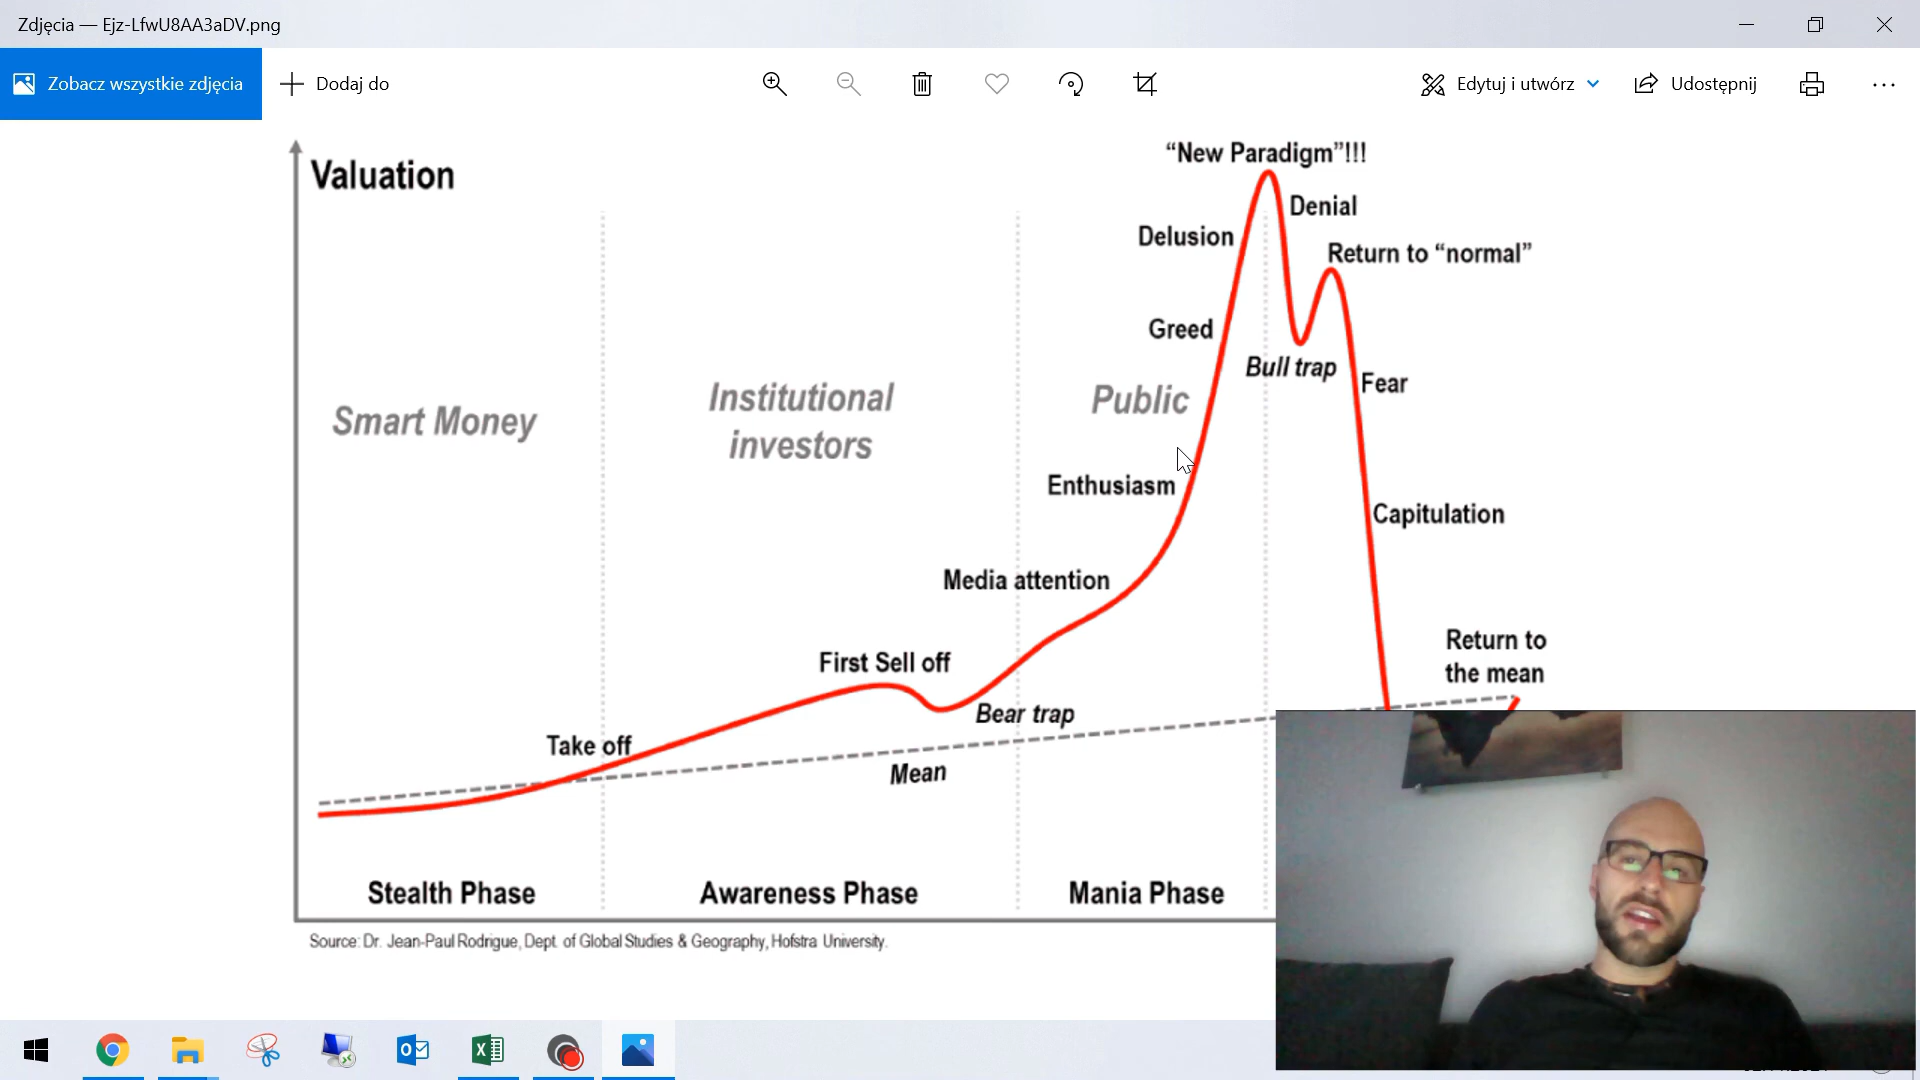 Zdjęcia — Ejz-LfwU8AA3aDV.png
Zobacz wszystkie zdjęcia
Dodaj do
Edytuj i utwórz
Udostępnij
Valuation
“New Paradigm”!!!
Denial
Delusion
Return to “normal”
Greed
Bull trap
Fear
Smart Money
Institutional
investors
Public
Enthusiasm
Capitulation
Media attention
First Sell off
Return to
the mean
Bear trap
Take off
Mean
Stealth Phase
Awareness Phase
Mania Phase
Source: Dr. Jean-Paul Rodrigue, Dept. of Global Studies & Geography, Hofstra University.